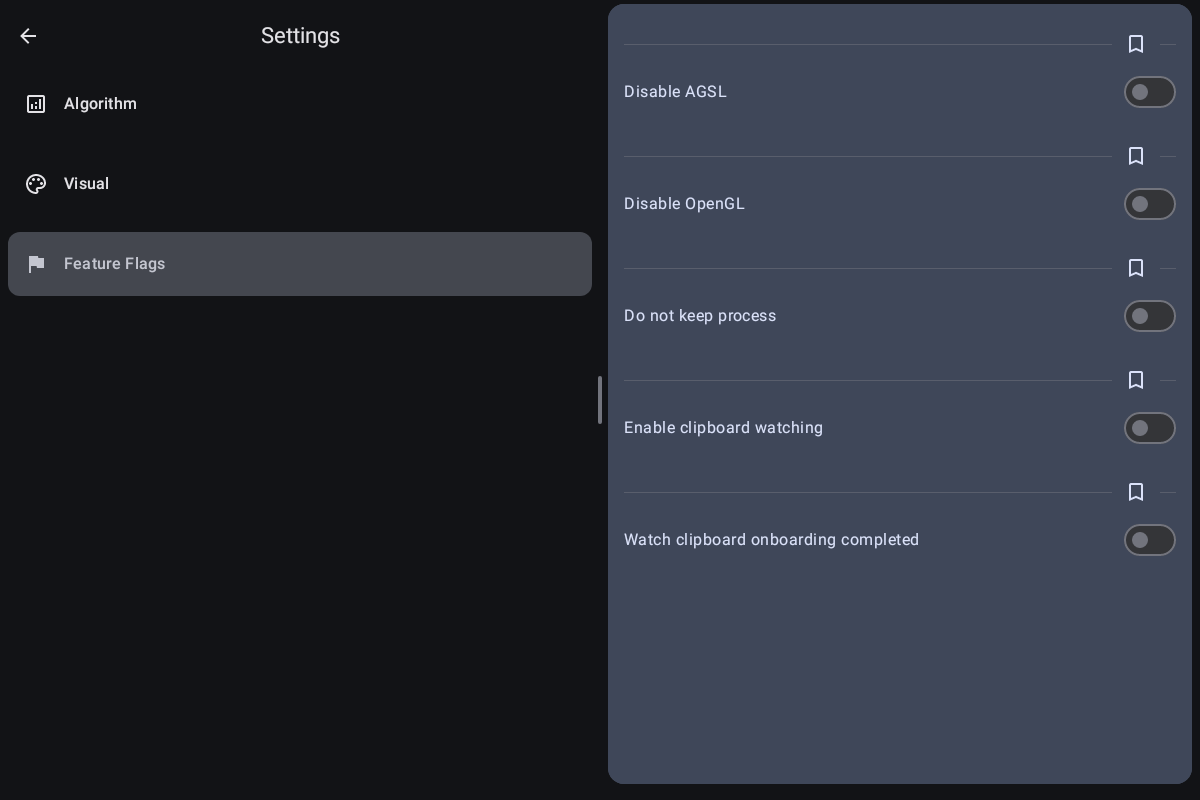 Settings
Algorithm
Visual
Feature Flags
Disable AGSL
Disable OpenGL
Do not keep process
Enable clipboard watching
Watch clipboard onboarding completed